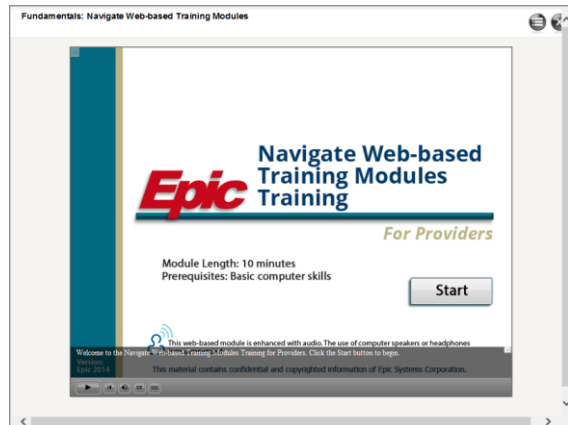 Fundamentals: Navigate Web-based Training Modules
Epic
Navigate Web-based
Training Modules
Training
For Providers
Module Length: 10 minutes
Prerequisites: Basic computer skills
Start
This web-based module is enhanced with audio. The use of computer speakers or headphones
Welcome to the Navigate Web-based Training Modules Training for Providers. Click the Start button to begin.
Version:
Epic 2014
This material contains confidential and copyrighted information of Epic Systems Corporation.